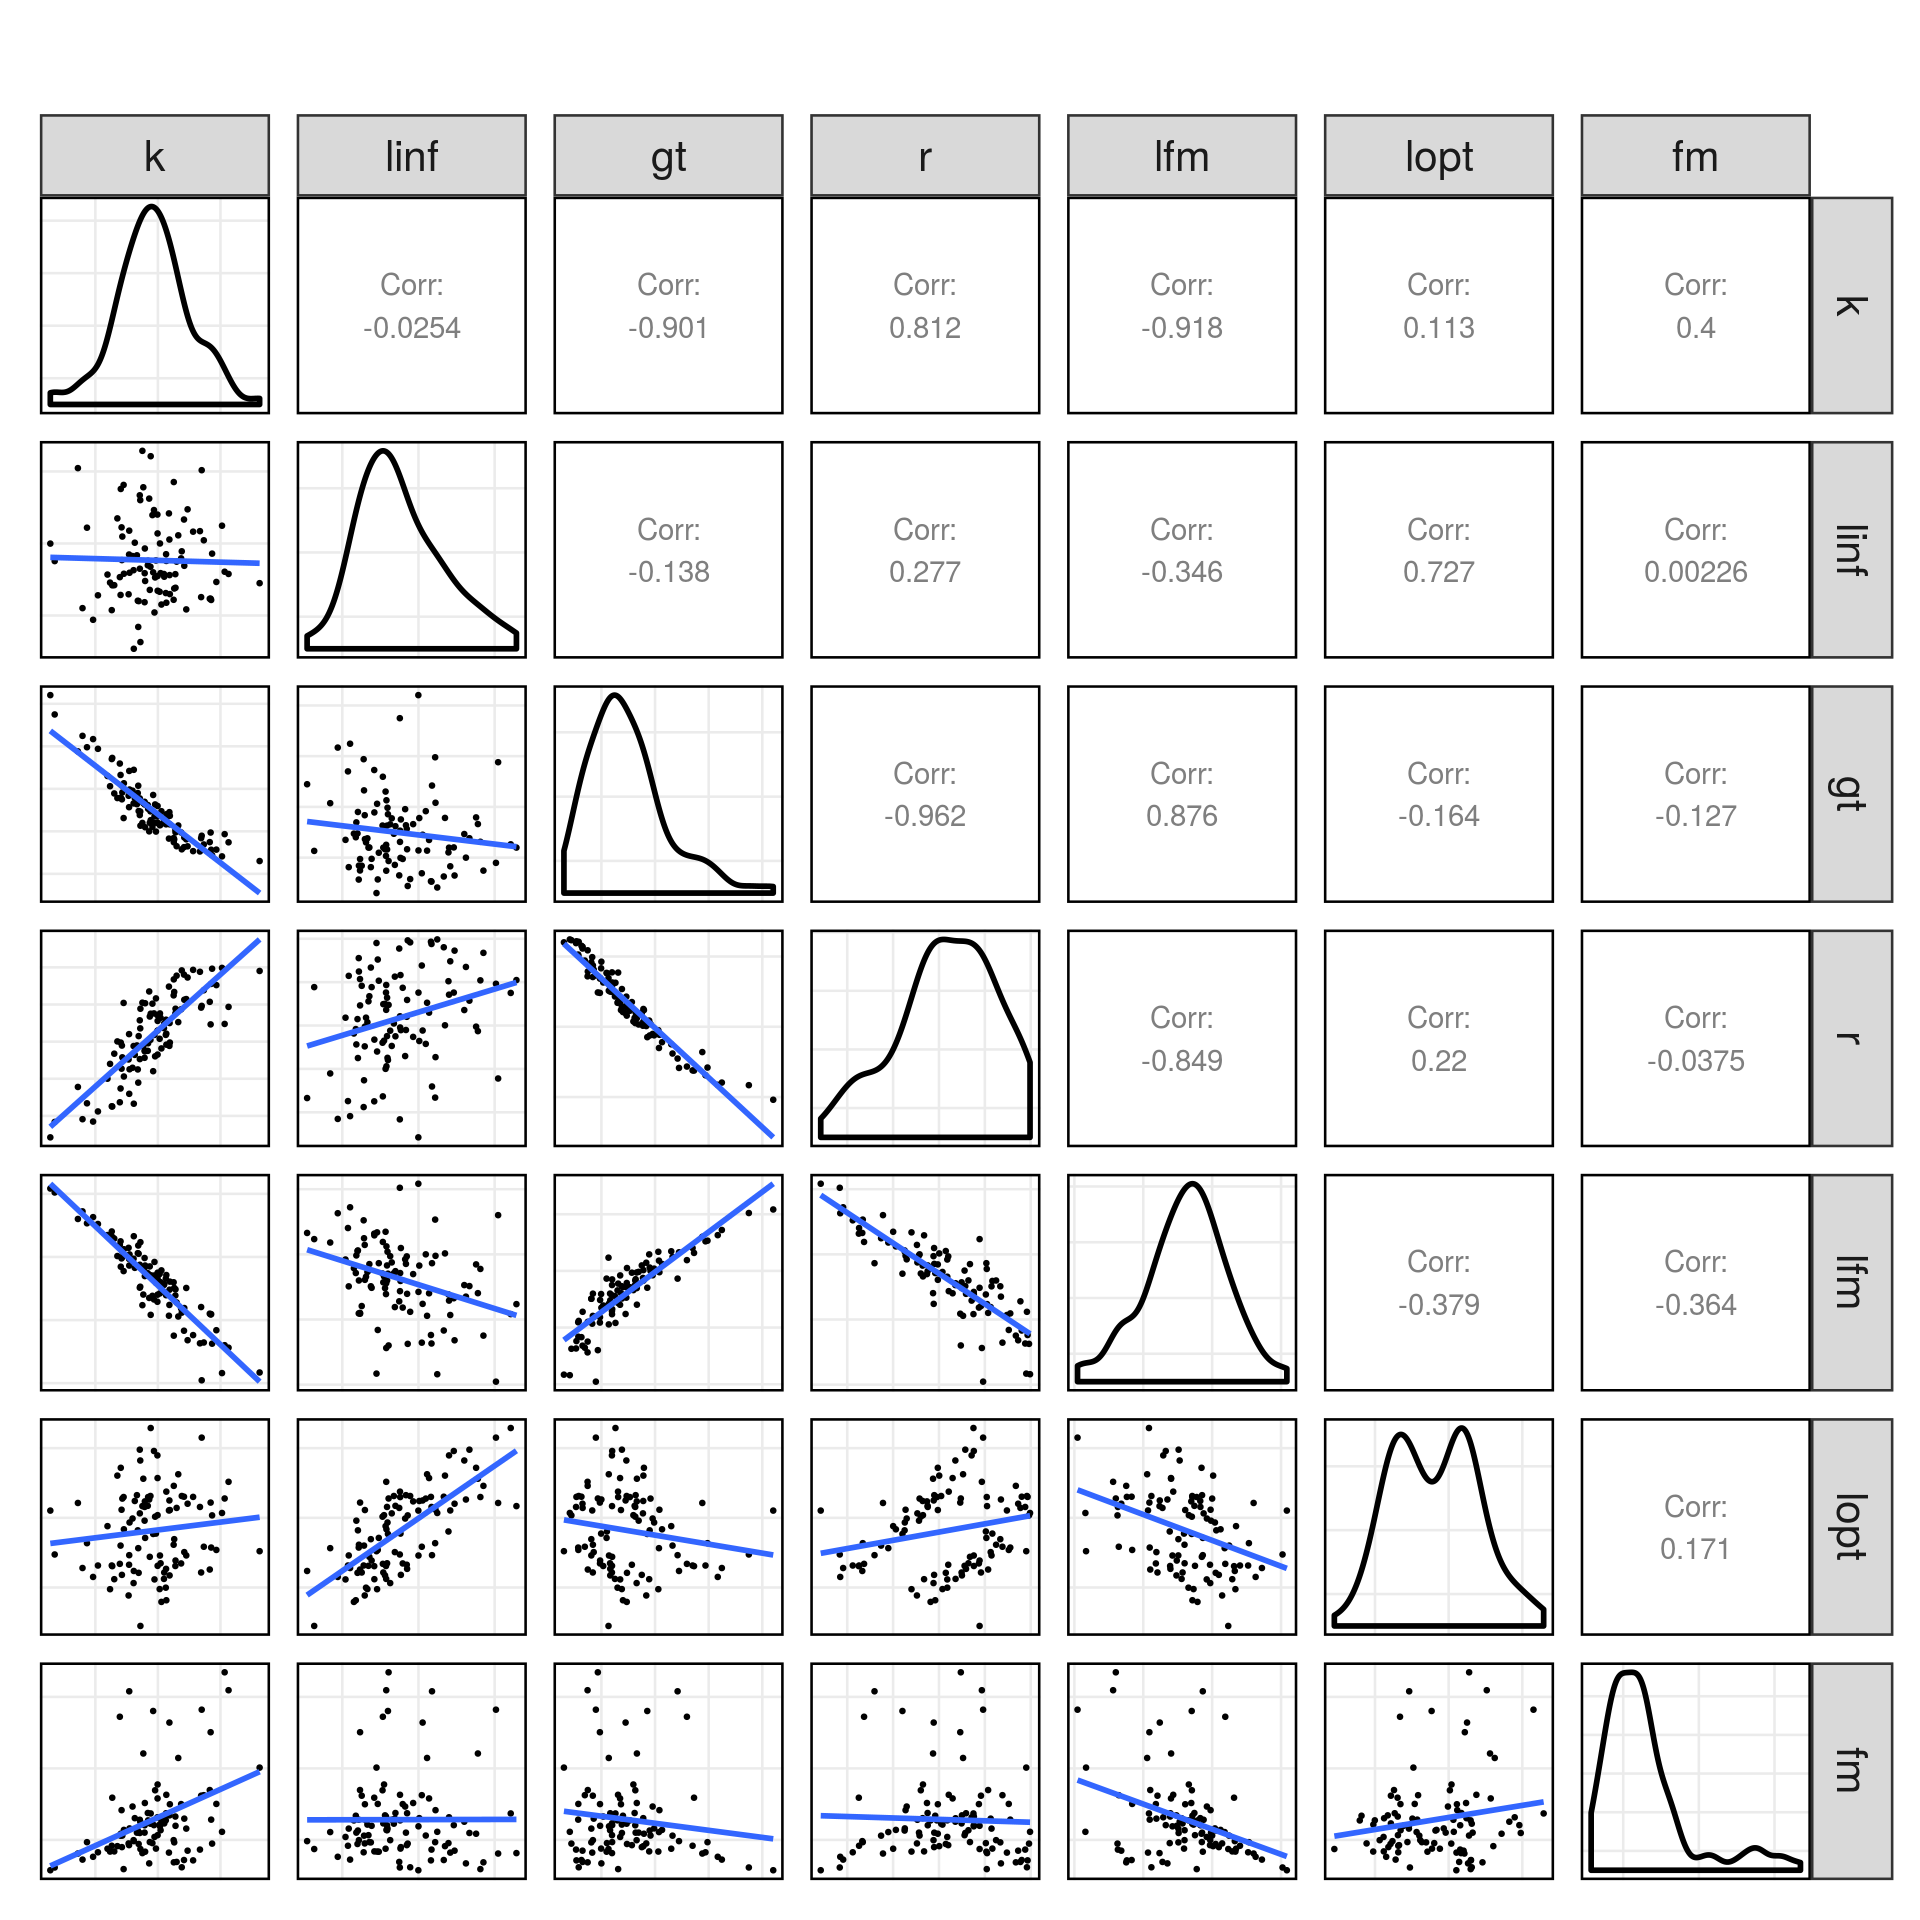 k linf gt r lfm lopt fm
Corr: Corr: Corr: Corr: Corr: Corr:
-0.0254 -0.901 0.812 -0.918 0.113 0.4
k
Corr: Corr: Corr: Corr: Corr:
-0.138 0.277 -0.346 0.727 0.00226
linf
Corr: Corr: Corr: Corr:
-0.962 0.876 -0.164 -0.127
gt
Corr: Corr: Corr:
-0.849 0.22 -0.0375
r
Corr: Corr:
-0.379 -0.364
lfm
Corr:
0.171
lopt
fm